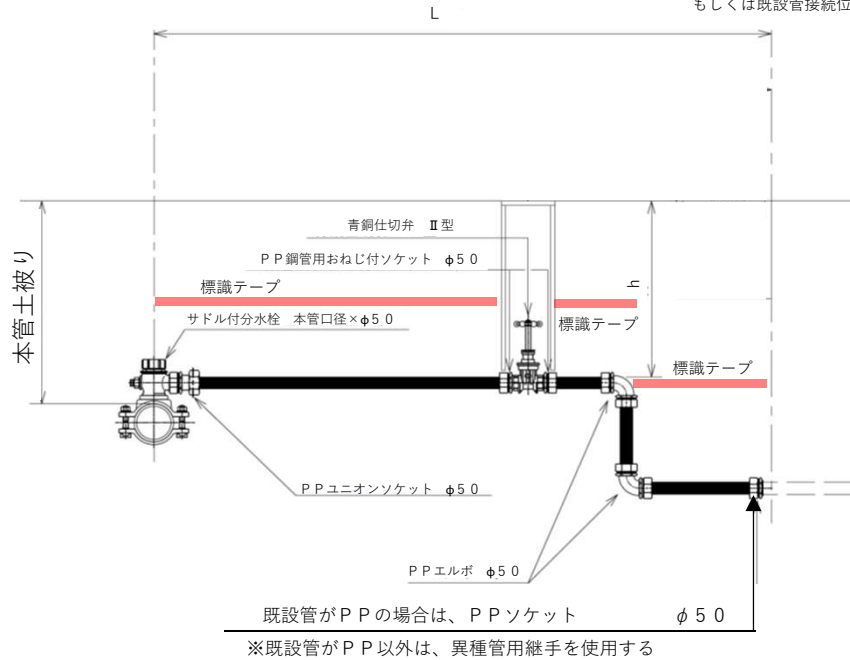 もしくは既設管接続位
L
青銅仕切弁 Ⅱ型
PP鋼管用おねじ付ソケット φ50
h
本管土被り
標識テープ
サドル付分水栓 本管口径×φ50
標識テープ
標識テープ
PPユニオンソケット φ50
PPエルボ φ50
既設管がPPの場合は、PPソケット φ50
※既設管がPP以外は、異種管用継手を使用する